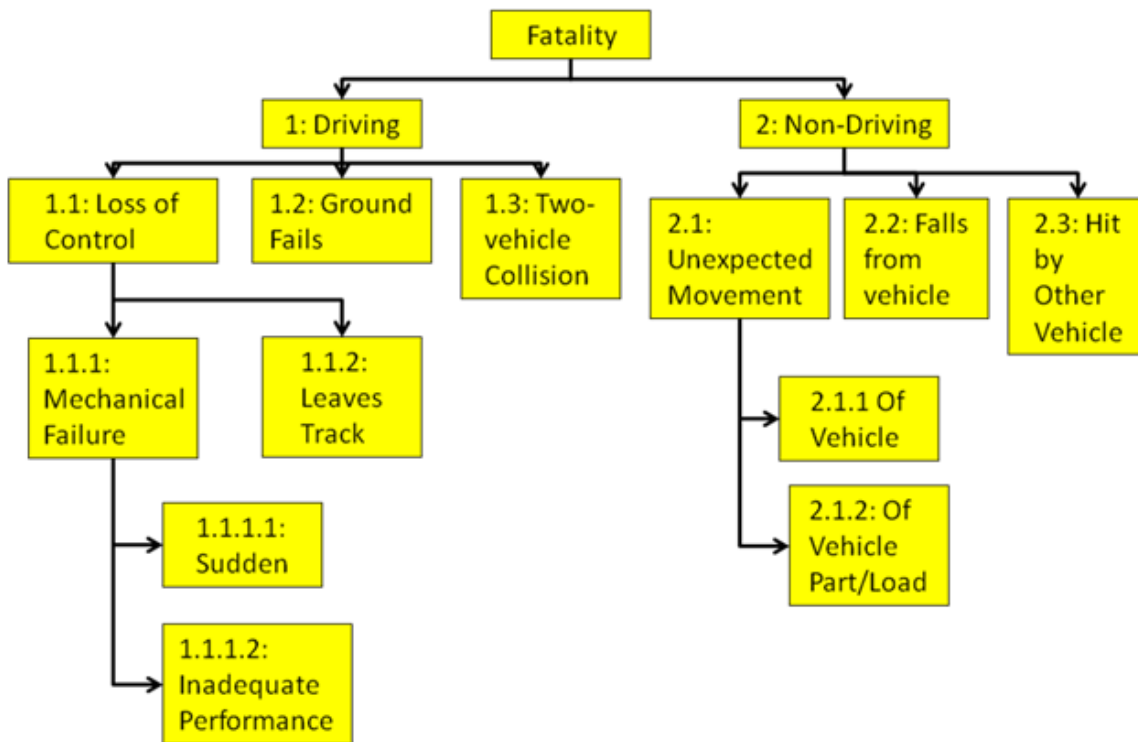 Fatality
1: Driving
2: Non-Driving
1.1: Loss of
Control
1.2: Ground
Fails
1.3: Two-
vehicle
Collision
2.1:
Unexpected
Movement
2.2: Falls
from
vehicle
2.3: Hit
by
Other
Vehicle
1.1.1:
Mechanical
Failure
1.1.2:
Leaves
Track
2.1.1 Of
Vehicle
2.1.2: Of
Vehicle
Part/Load
1.1.1.1:
Sudden
1.1.1.2:
Inadequate
Performance